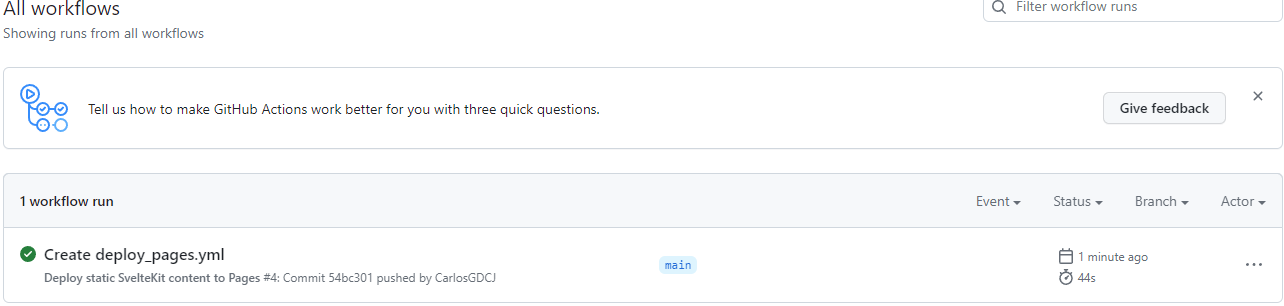 All workflows
Showing runs from all workflows
Filter workflow runs
Tell us how to make GitHub Actions work better for you with three quick questions.
Give feedback
1 workflow run
Event
Status
Branch
Actor
Create deploy_pages.yml
Deploy static SvelteKit content to Pages #4: Commit 54bc301 pushed by CarlosGDCJ
main
1 minute ago
44s